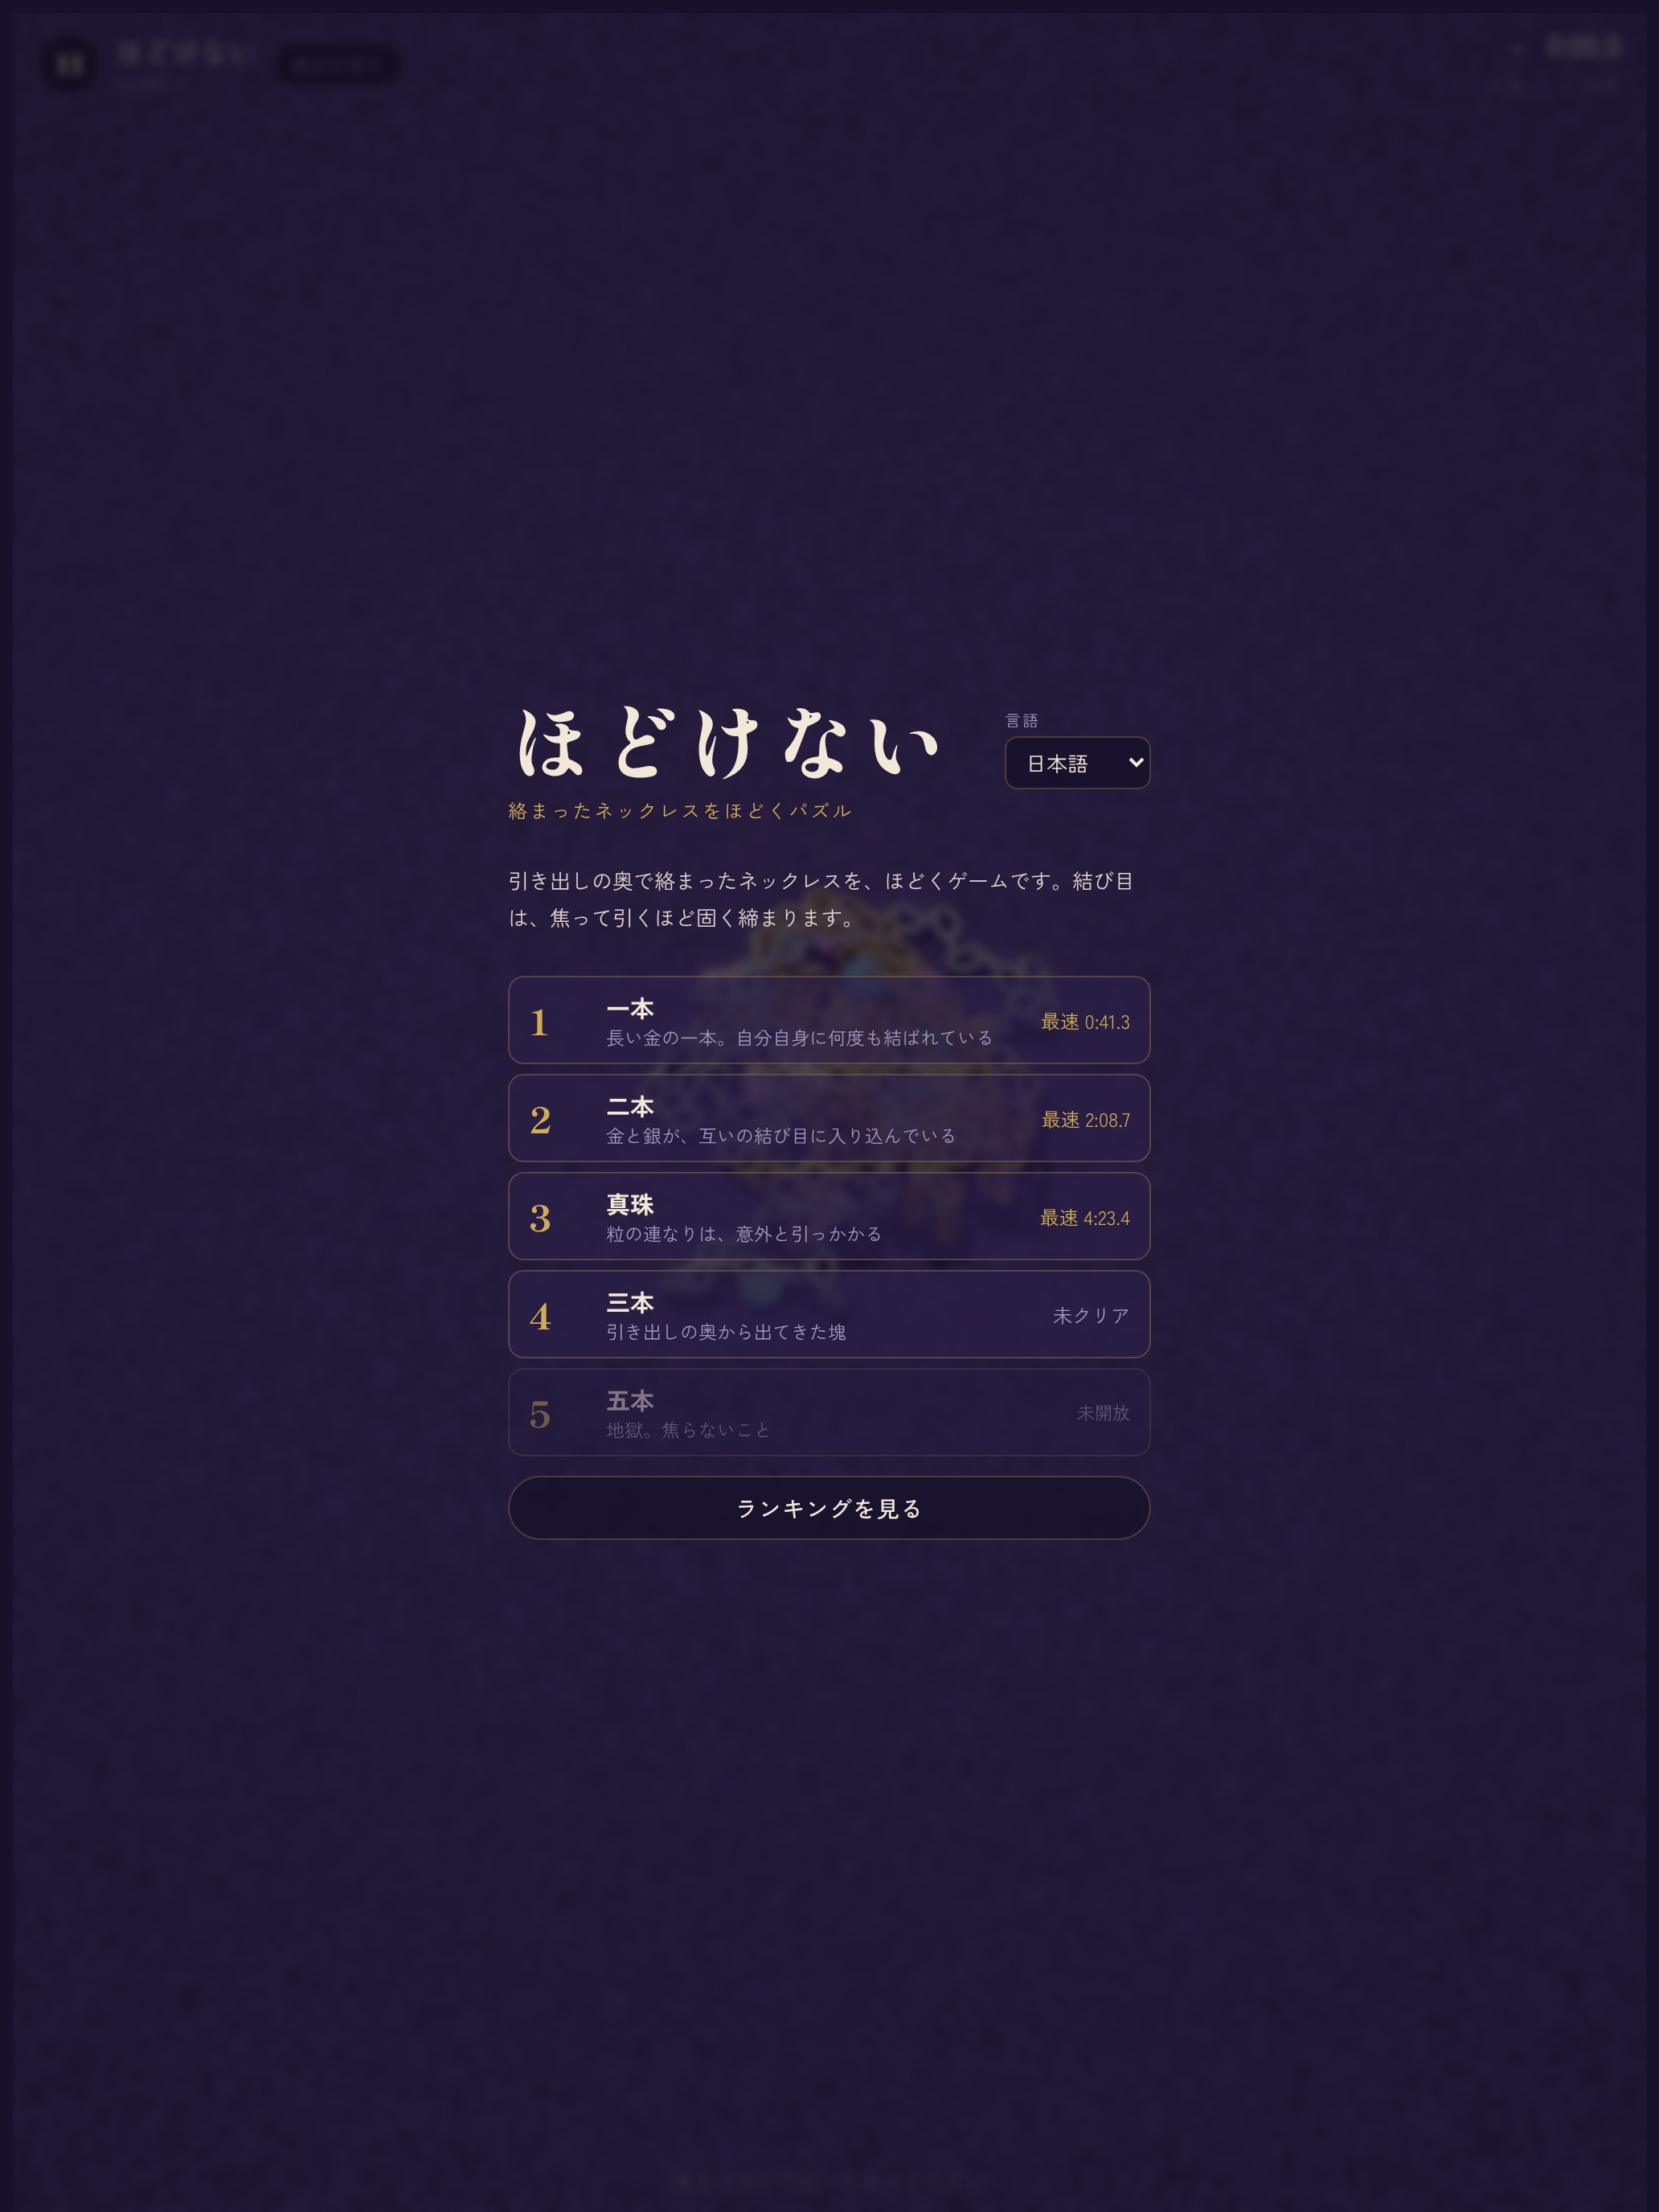 ほどけない
言語
日本語
絡まったネックレスをほどくパズル
引き出しの奥で絡まったネックレスを、ほどくゲームです。結び目
は、焦って引くほど固く締まります。
1 一本 最速 0:41.3
長い金の一本。自分自身に何度も結ばれている
2 二本 最速 2:08.7
金と銀が、互いの結び目に入り込んでいる
3 真珠 最速 4:23.4
粒の連なりは、意外と引っかかる
4 三本 未クリア
引き出しの奥から出てきた塊
5 五本 未開放
地獄。焦らないこと
ランキングを見る